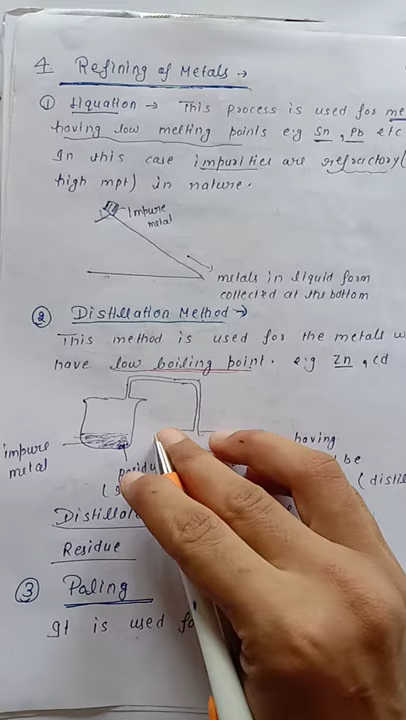 4. Refining of Metals →
① Liquation → This process is used for me
having low melting points e.g Sn, Pb etc
In this case impurities are refractory (
high mpt) in nature.
Impure
metal
metals in liquid form
collected at the bottom
② Distillation Method →
This method is used for the metals w
have low boiling point. e.g Zn, Cd
impure
metal
having
be
(distill
Residue
③ Paling
It is used fo